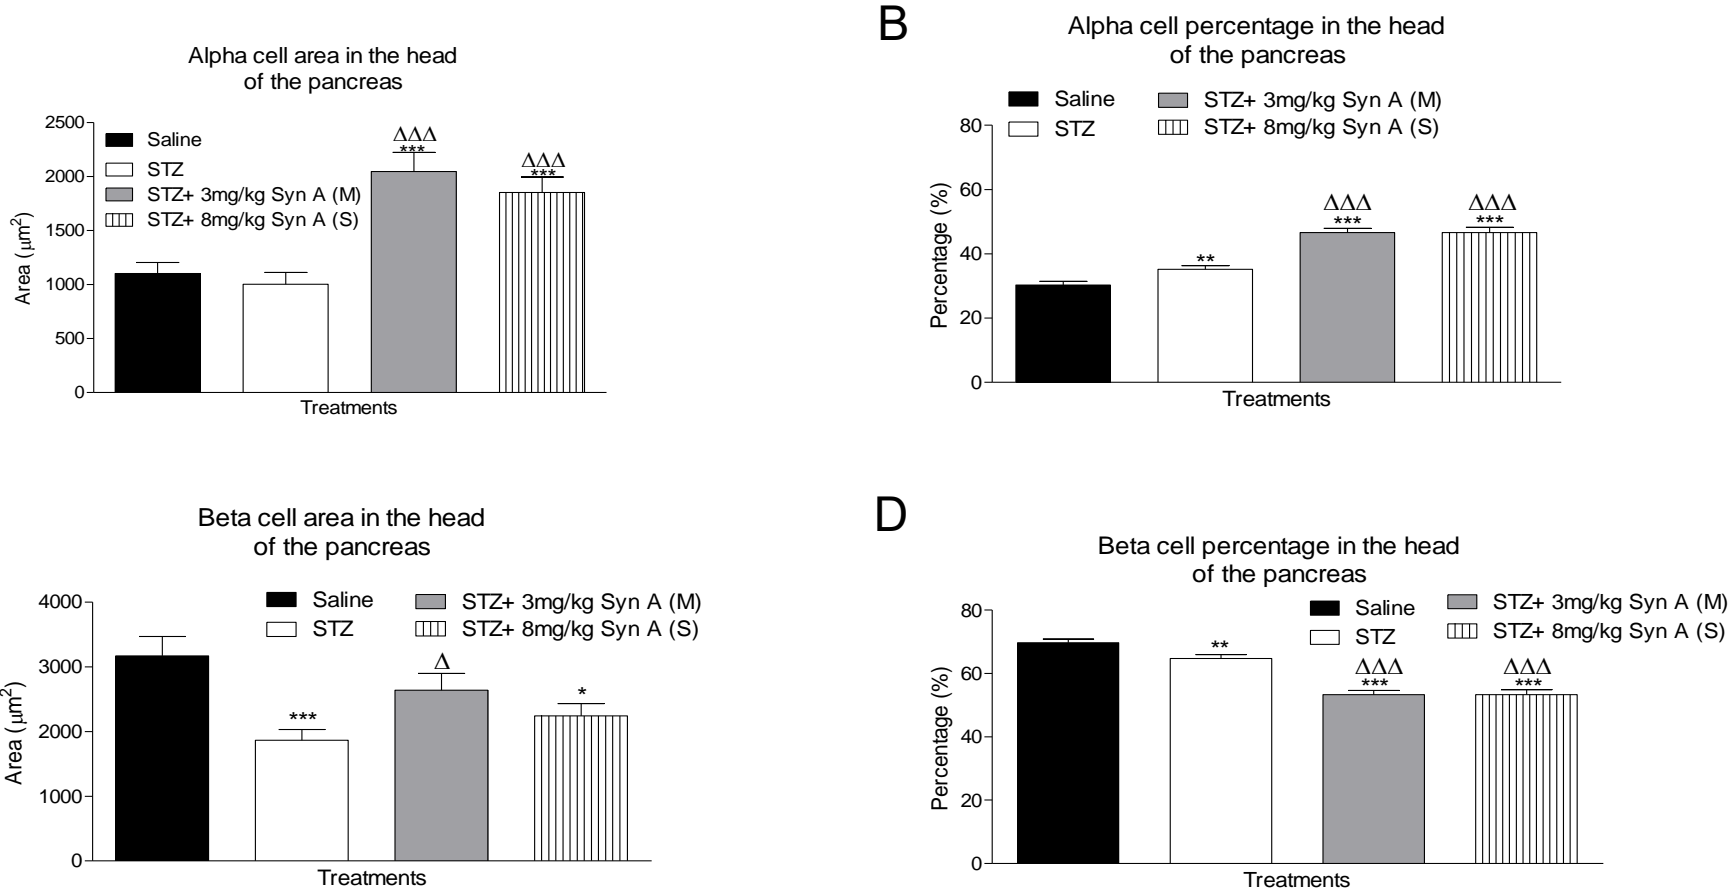 Alpha cell area in the head
of the pancreas
2500
2000
1500
1000
500
0
Area (μm²)
Saline
STZ
STZ+ 3mg/kg Syn A (M)
STZ+ 8mg/kg Syn A (S)
ΔΔΔ
***
ΔΔΔ
***
Treatments
B
Alpha cell percentage in the head
of the pancreas
Saline
STZ
STZ+ 3mg/kg Syn A (M)
STZ+ 8mg/kg Syn A (S)
80
60
40
20
0
Percentage (%)
**
ΔΔΔ
***
ΔΔΔ
***
Treatments
Beta cell area in the head
of the pancreas
Saline
STZ
STZ+ 3mg/kg Syn A (M)
STZ+ 8mg/kg Syn A (S)
4000
3000
2000
1000
0
Area (μm²)
***
Δ
*
Treatments
D
Beta cell percentage in the head
of the pancreas
Saline
STZ
STZ+ 3mg/kg Syn A (M)
STZ+ 8mg/kg Syn A (S)
80
60
40
20
0
Percentage (%)
**
ΔΔΔ
***
ΔΔΔ
***
Treatments